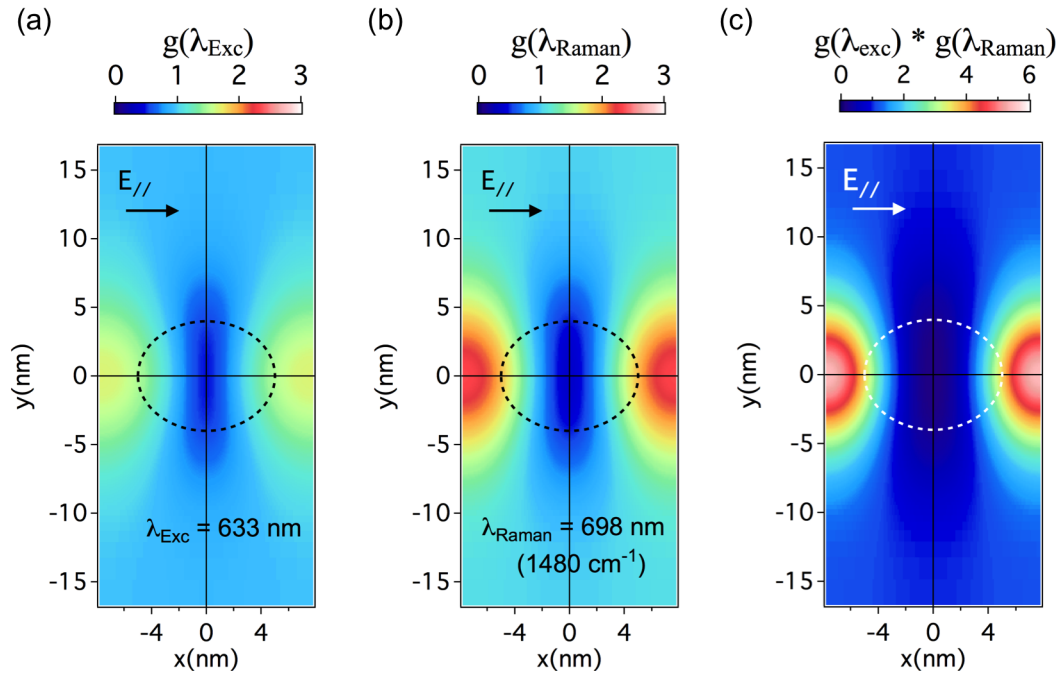 (a)
g(λExc)
0 1 2 3
15
10
5
0
-5
-10
-15
y(nm)
E//
λExc = 633 nm
-4 0 4
x(nm)
(b)
g(λRaman)
0 1 2 3
15
10
5
0
-5
-10
-15
y(nm)
E//
λRaman = 698 nm
(1480 cm⁻¹)
-4 0 4
x(nm)
(c)
g(λexc) * g(λRaman)
0 2 4 6
15
10
5
0
-5
-10
-15
y(nm)
E//
-4 0 4
x(nm)